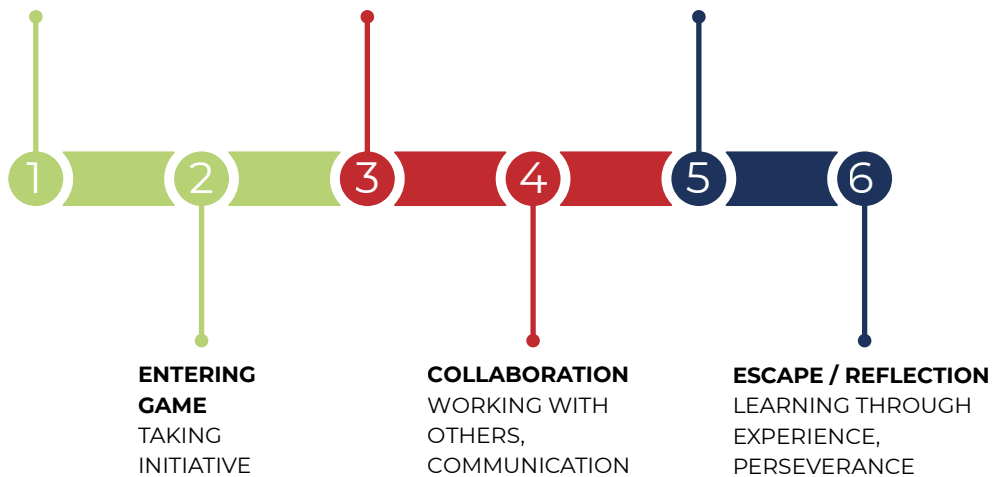 1 2 3 4 5 6
ENTERING
GAME
TAKING
INITIATIVE
COLLABORATION
WORKING WITH
OTHERS,
COMMUNICATION
ESCAPE / REFLECTION
LEARNING THROUGH
EXPERIENCE,
PERSEVERANCE